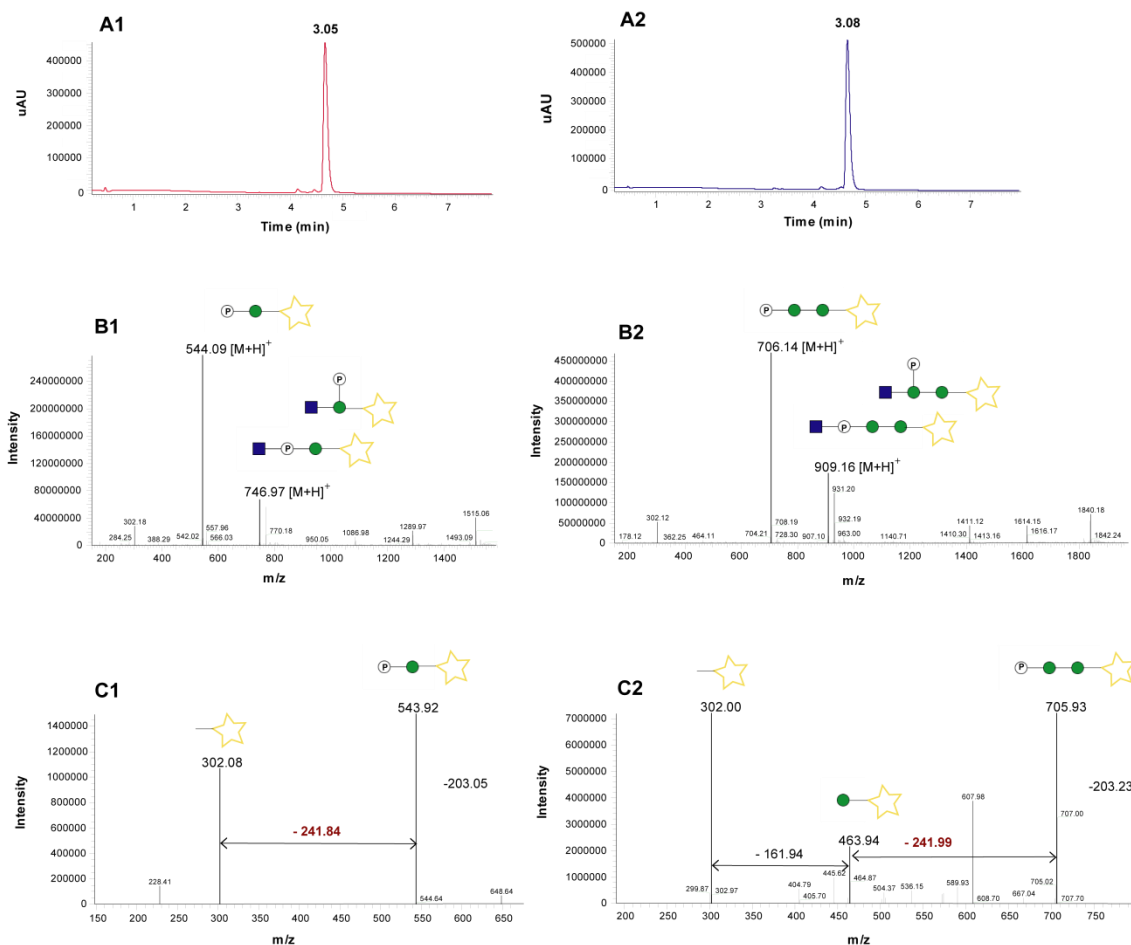 A1
3.05
uAU
400000
300000
200000
100000
0
1 2 3 4 5 6 7
Time (min)
A2
3.08
uAU
500000
400000
300000
200000
100000
0
1 2 3 4 5 6 7
Time (min)
B1
P
544.09 [M+H]+
P
P
746.97 [M+H]+
Intensity
240000000
200000000
160000000
120000000
80000000
40000000
0
302.18
284.25
388.29
542.02
557.96
566.03
770.18
950.05
1086.98
1244.29
1289.97
1515.06
1493.09
200 400 600 800 1000 1200 1400
m/z
B2
P
706.14 [M+H]+
P
P
909.16 [M+H]+
Intensity
450000000
400000000
350000000
300000000
250000000
200000000
150000000
100000000
50000000
0
302.12
178.12
362.25
464.11
704.21
708.19
728.30
907.10
931.20
932.19
963.00
1140.71
1411.12
1410.30
1413.16
1614.15
1616.17
1840.18
1842.24
200 400 600 800 1000 1200 1400 1600 1800
m/z
C1
P
543.92
302.08
-203.05
- 241.84
Intensity
1400000
1200000
1000000
800000
600000
400000
200000
0
228.41
544.64
648.64
150 200 250 300 350 400 450 500 550 600 650
m/z
C2
P
302.00
705.93
-203.23
463.94
- 241.99
- 161.94
Intensity
7000000
6000000
5000000
4000000
3000000
2000000
1000000
0
607.98
707.00
299.87
302.97
404.79
405.70
445.62
464.87
504.37
536.15
589.93
608.70
667.04
705.02
707.70
200 250 300 350 400 450 500 550 600 650 700 750
m/z